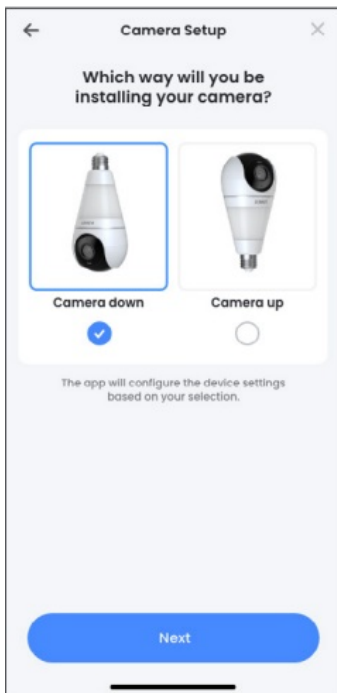 Camera Setup
Which way will you be
installing your camera?
Camera down
Camera up
The app will configure the device settings
based on your selection.
Next